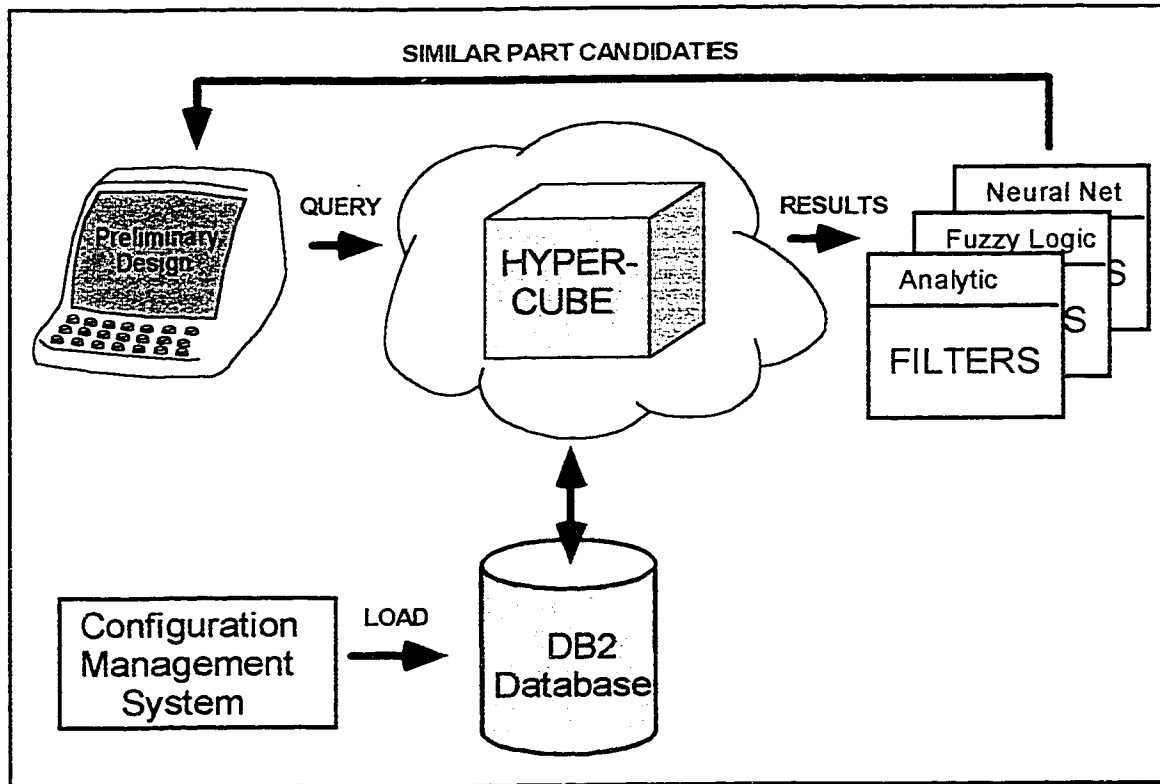 SIMILAR PART CANDIDATES
Preliminary
Design
QUERY
HYPER-
CUBE
RESULTS
Neural Net
S
Fuzzy Logic
S
Analytic
FILTERS
Configuration
Management
System
LOAD
DB2
Database